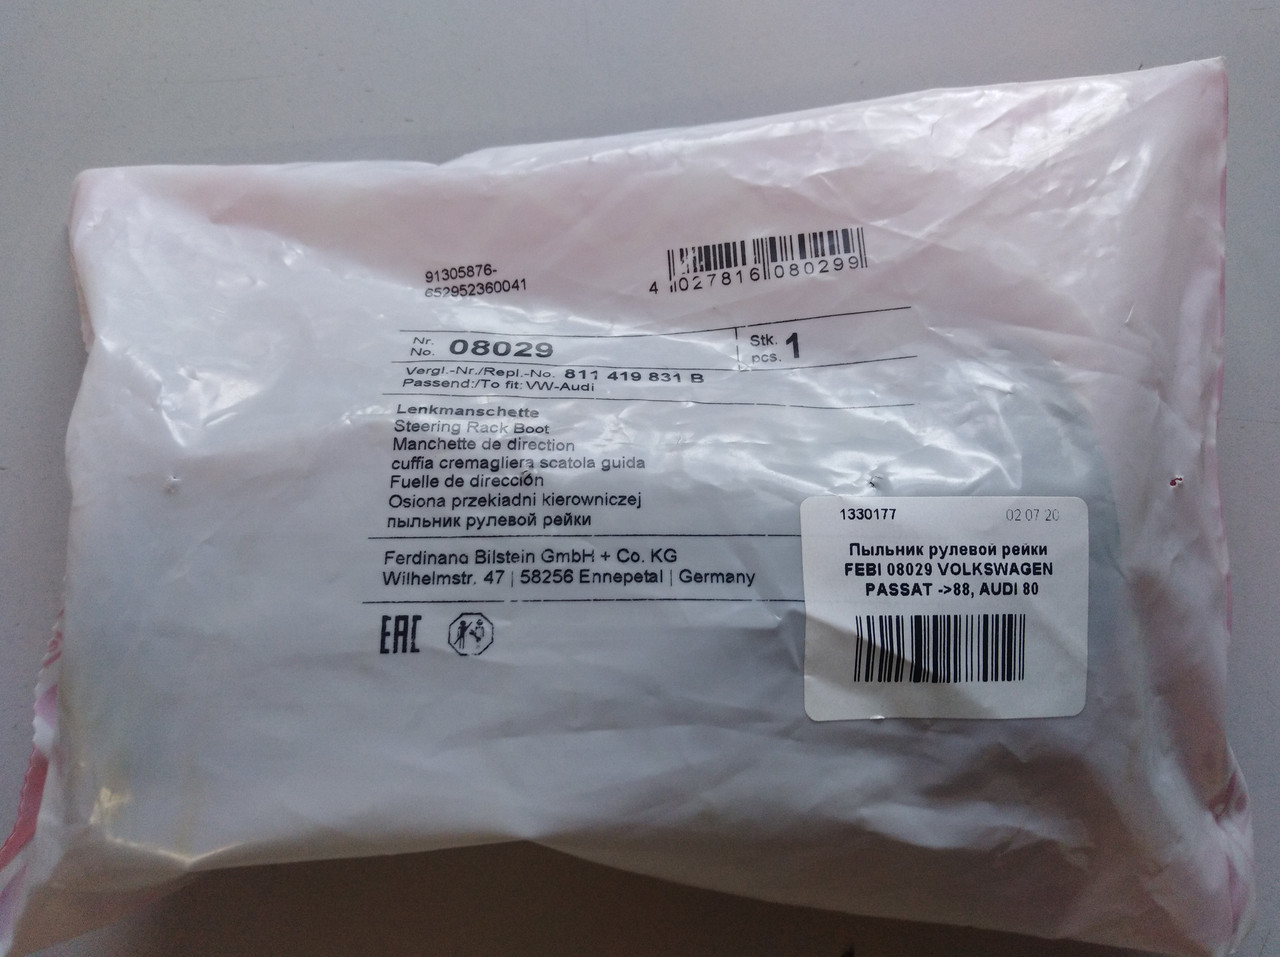 91305876-
652952360041
4 027816 080299
Nr.
No. 08029
Stk.
pcs. 1
Vergl.-Nr./Repl.-No. 811 419 831 B
Passend:/To fit: VW-Audi
Lenkmanschette
Steering Rack Boot
Manchette de direction
cuffia cremagliera scatola guida
Fuelle de dirección
Osiona przekiadni kierowniczej
пыльник рулевой рейки
Ferdinand Bilstein GmbH + Co. KG
Wilhelmstr. 47 | 58256 Ennepetal | Germany
EAC
1330177 02 07 20
Пыльник рулевой рейки
FEBI 08029 VOLKSWAGEN
PASSAT ->88, AUDI 80